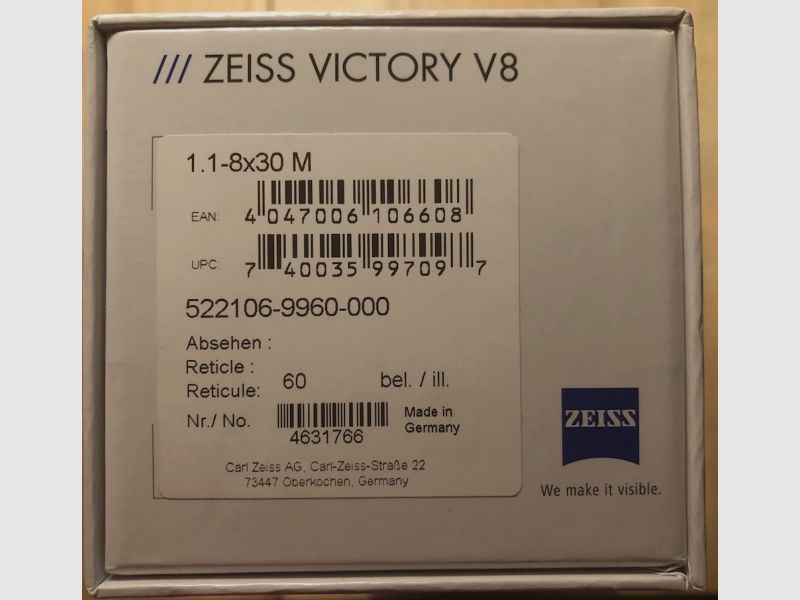 /// ZEISS VICTORY V8
1.1-8x30 M
EAN: 4 047006 106608
UPC: 7 40035 99709 7
522106-9960-000
Absehen :
Reticle :
Reticule: 60 bel. / ill.
Nr./ No. 4631766 Made in
Germany
Carl Zeiss AG, Carl-Zeiss-Straße 22
73447 Oberkochen, Germany
ZEISS
We make it visible.